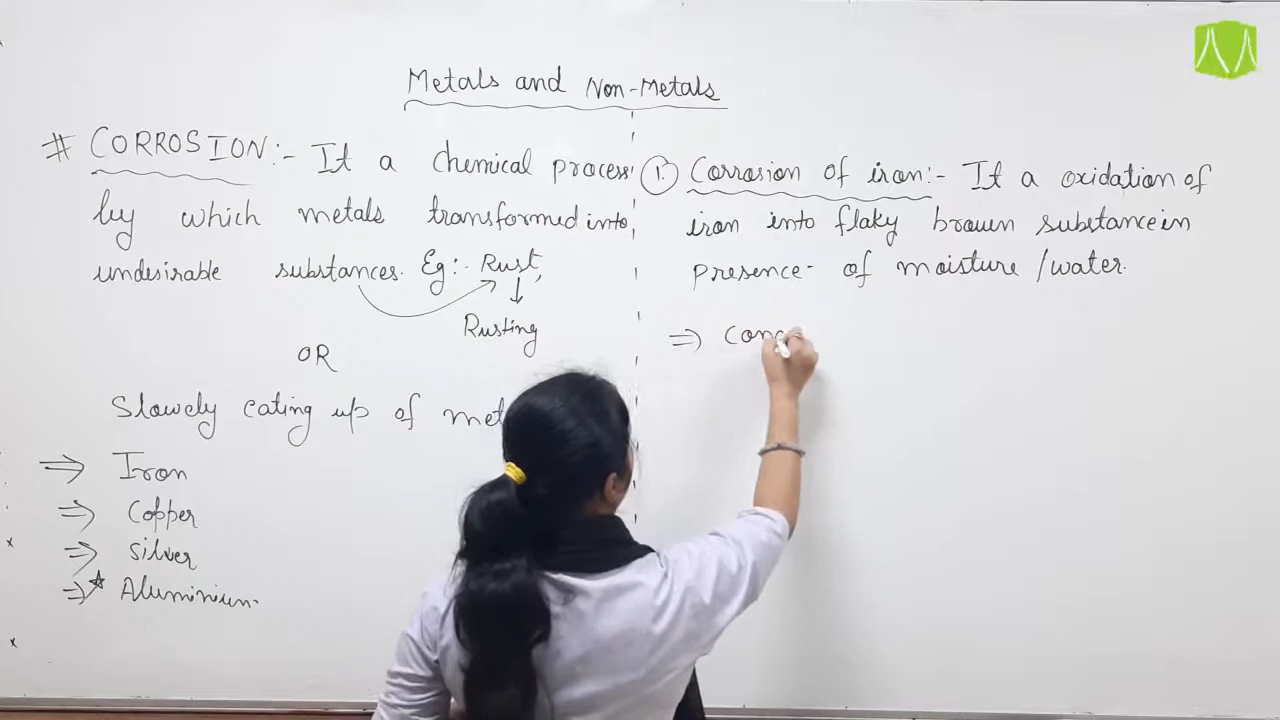 Metals and Non-Metals
# CORROSION:- It a chemical process
by which metals transformed into
undesirable substances. Eg:- Rust,
Rusting
OR
Slowly eating up of
⇒ Iron
⇒ Copper
⇒ Silver
⇒* Aluminium
1. Corrosion of iron:- It a oxidation of
iron into flaky brown substance in
presence of moisture/water.
⇒